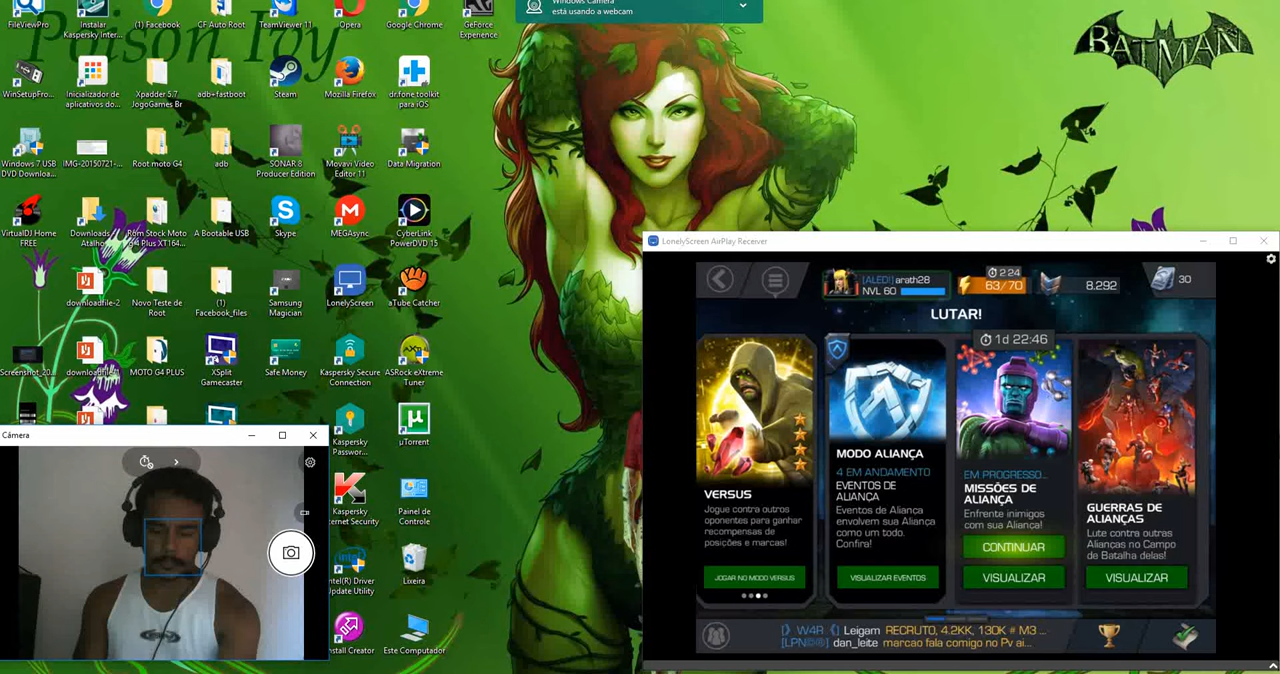 Windows Câmera
está usando a webcam
Poison Ivy
BATMAN
FileViewPro
Instalar
Kaspersky Inter...
(1) Facebook
CF Auto Root
TeamViewer 11
Opera
Google Chrome
GeForce
Experience
WinSetupFro...
Inicializador de
aplicativos do...
Xpadder 5.7
JogoGames Br
adb+fastboot
Steam
Mozilla Firefox
dr.fone toolkit
para iOS
Windows 7 USB
DVD Downloa...
IMG-20150721-...
Root moto G4
adb
SONAR 8
Producer Edition
Movavi Video
Editor 11
Data Migration
VirtualDJ Home
FREE
Downloads
Atalho
Rom Stock Moto
G4 Plus XT164...
A Bootable USB
Skype
MEGAsync
CyberLink
PowerDVD 15
downloadfile-2
Novo Teste de
Root
(1)
Facebook_files
Samsung
Magician
LonelyScreen
aTube Catcher
Screenshot_20...
MOTO G4 PLUS
XSplit
Gamecaster
Safe Money
Kaspersky Secure
Connection
ASRock eXtreme
Tuner
Kaspersky
Passwor...
µTorrent
Kaspersky
Internet Security
Painel de
Controle
Intel(R) Driver
Update Utility
Lixeira
Install Creator
Este Computador
Câmera
LonelyScreen AirPlay Receiver
[ALED!] arath28
NVL 60
2:24
63/70
8.292
30
LUTAR!
VERSUS
Jogue contra outros
oponentes para ganhar
recompensas de
posições e marcas!
JOGAR NO MODO VERSUS
MODO ALIANÇA
4 EM ANDAMENTO
EVENTOS DE
ALIANÇA
Eventos de Aliança
envolvem sua Aliança
como um todo.
Confira!
VISUALIZAR EVENTOS
1d 22:46
EM PROGRESSO...
MISSÕES DE
ALIANÇA
Enfrente inimigos
com sua Aliança!
CONTINUAR
VISUALIZAR
GUERRAS DE
ALIANÇAS
Lute contra outras
Alianças no Campo
de Batalha delas!
VISUALIZAR
W4R Leigam RECRUTO, 4.2KK, 130K # M3 ...
dan_leite marcao fala comigo no Pv ai...